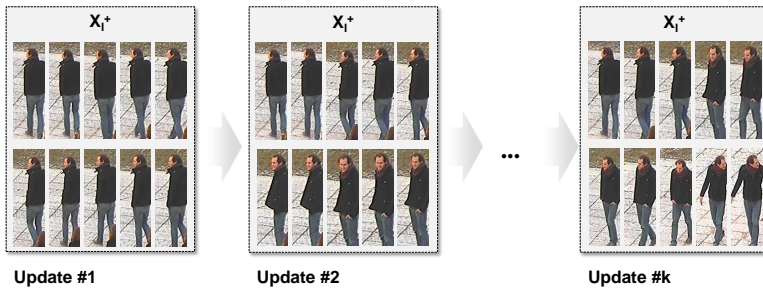 X_l^+ X_l^+ X_l^+
...
Update #1 Update #2 Update #k